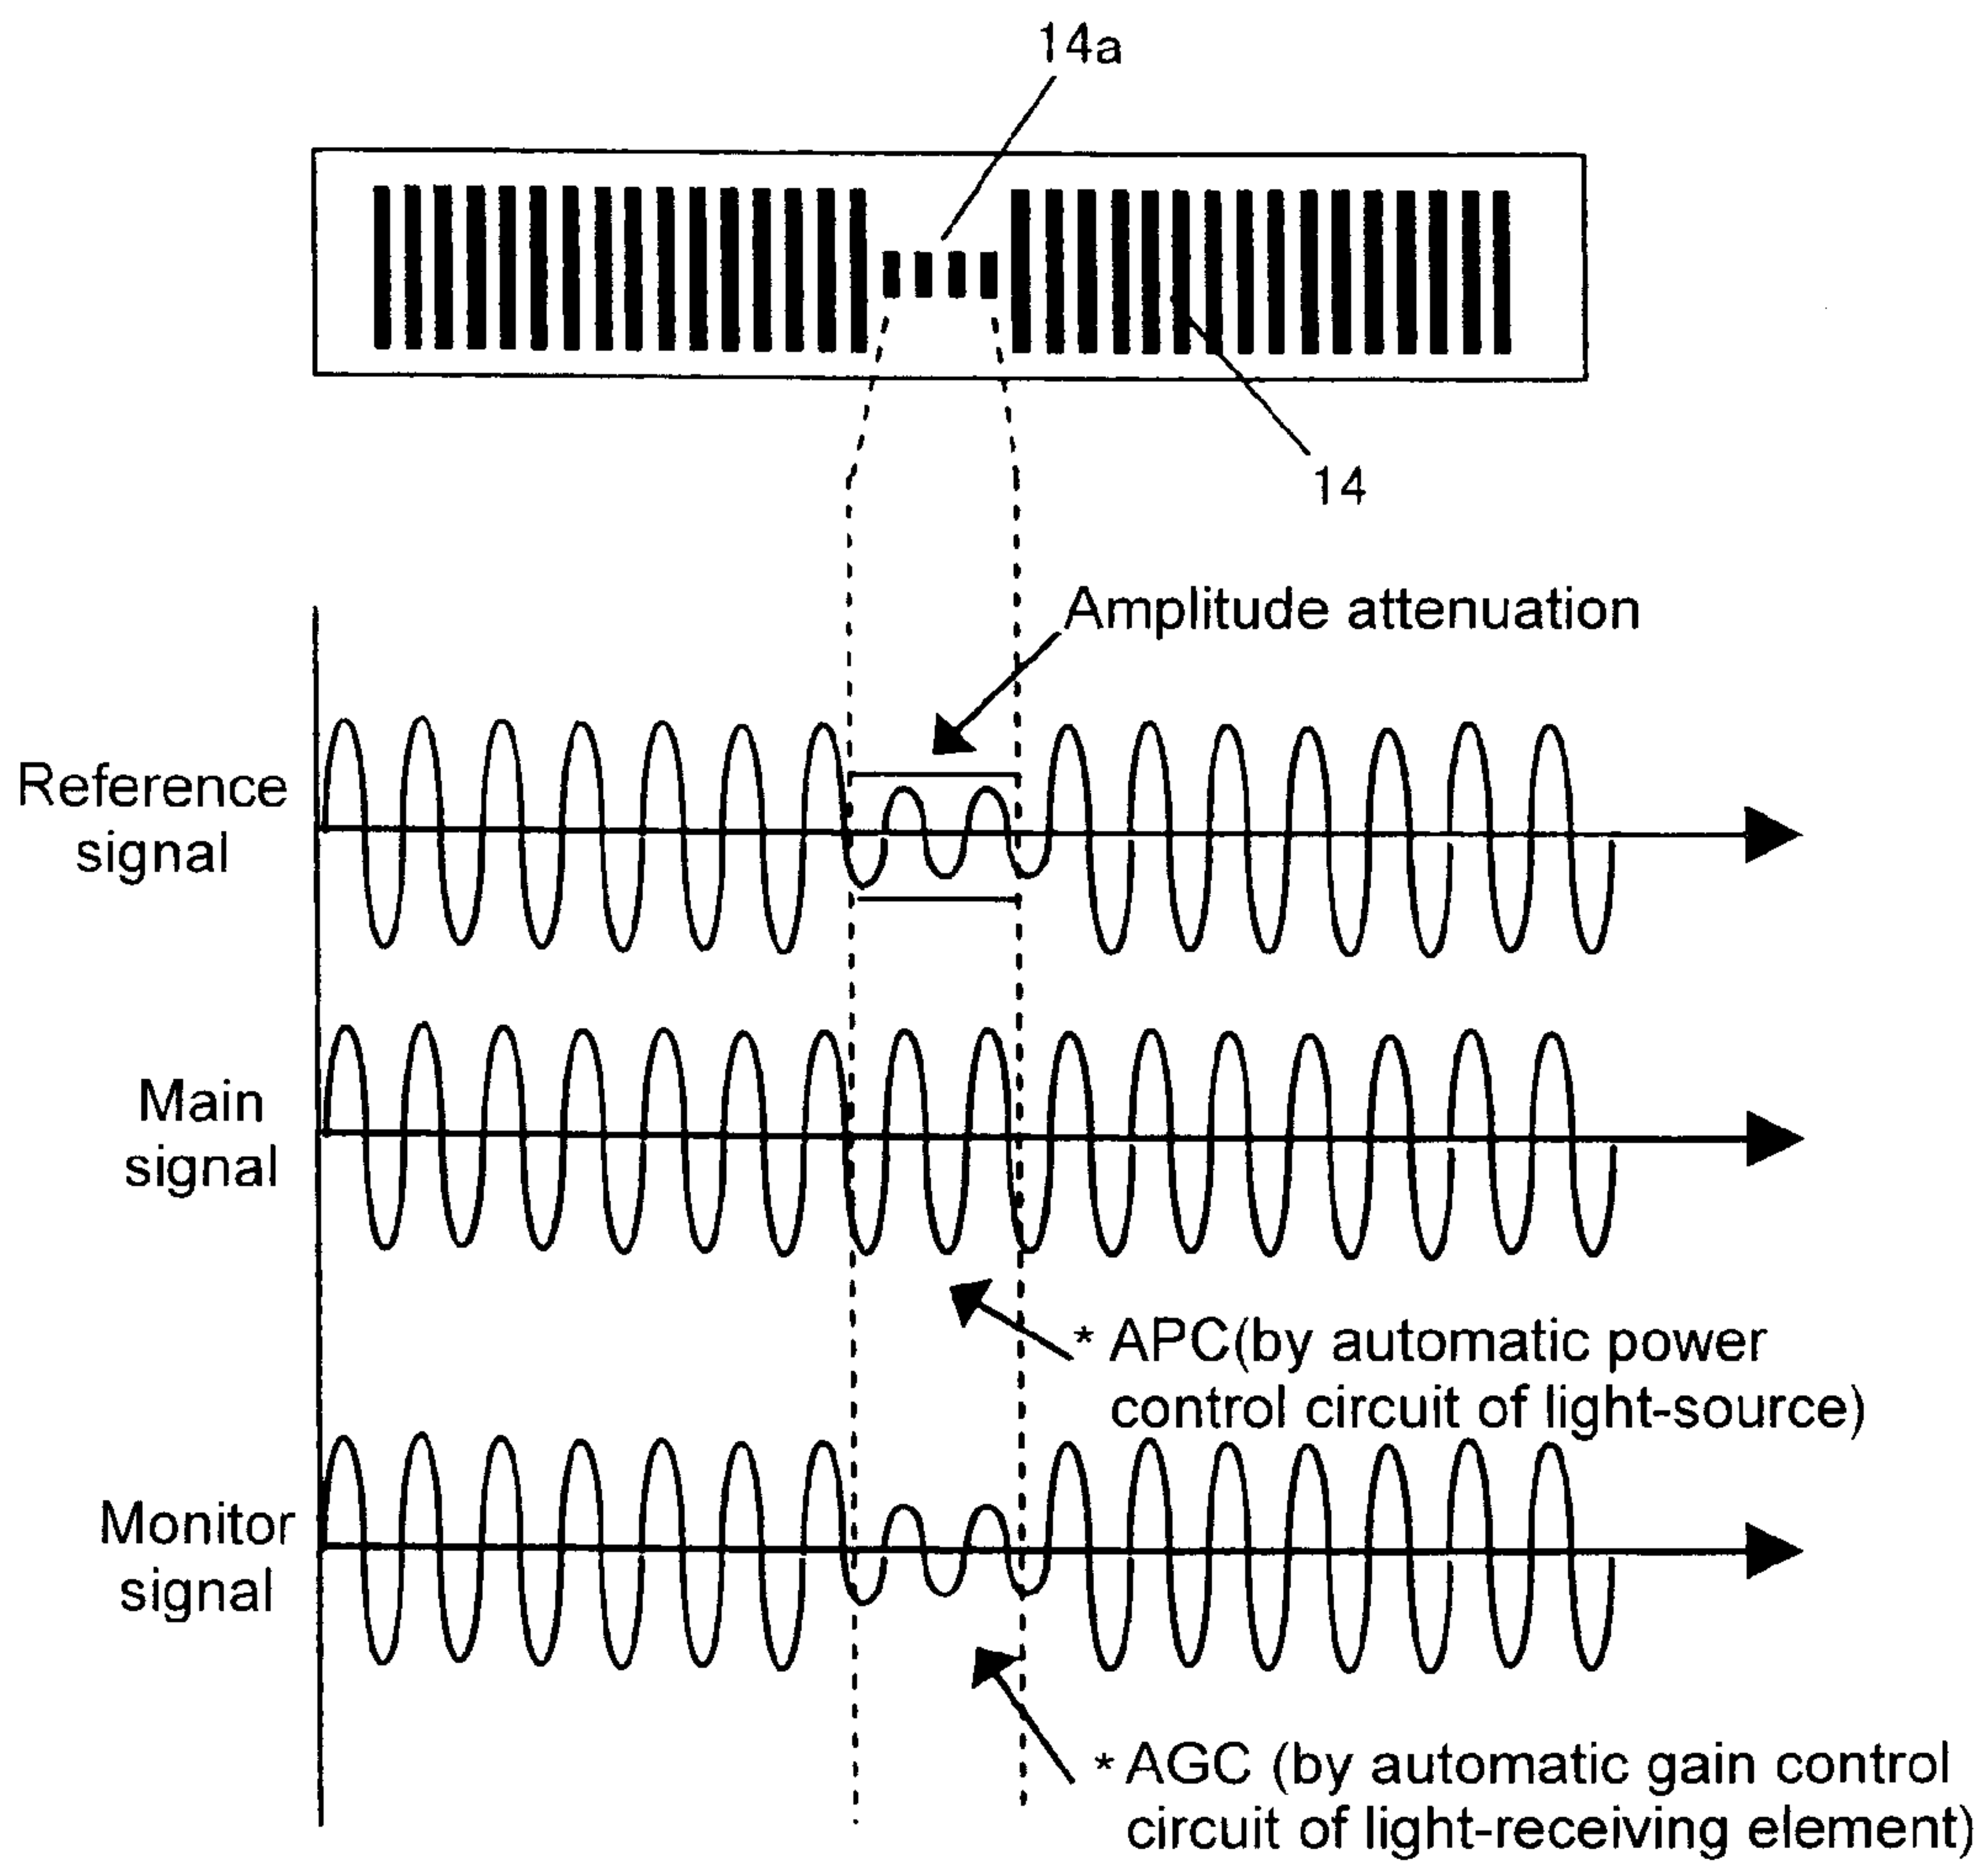 14a
14
Amplitude attenuation
Reference
signal
Main
signal
* APC(by automatic power
control circuit of light-source)
Monitor
signal
* AGC (by automatic gain control
circuit of light-receiving element)